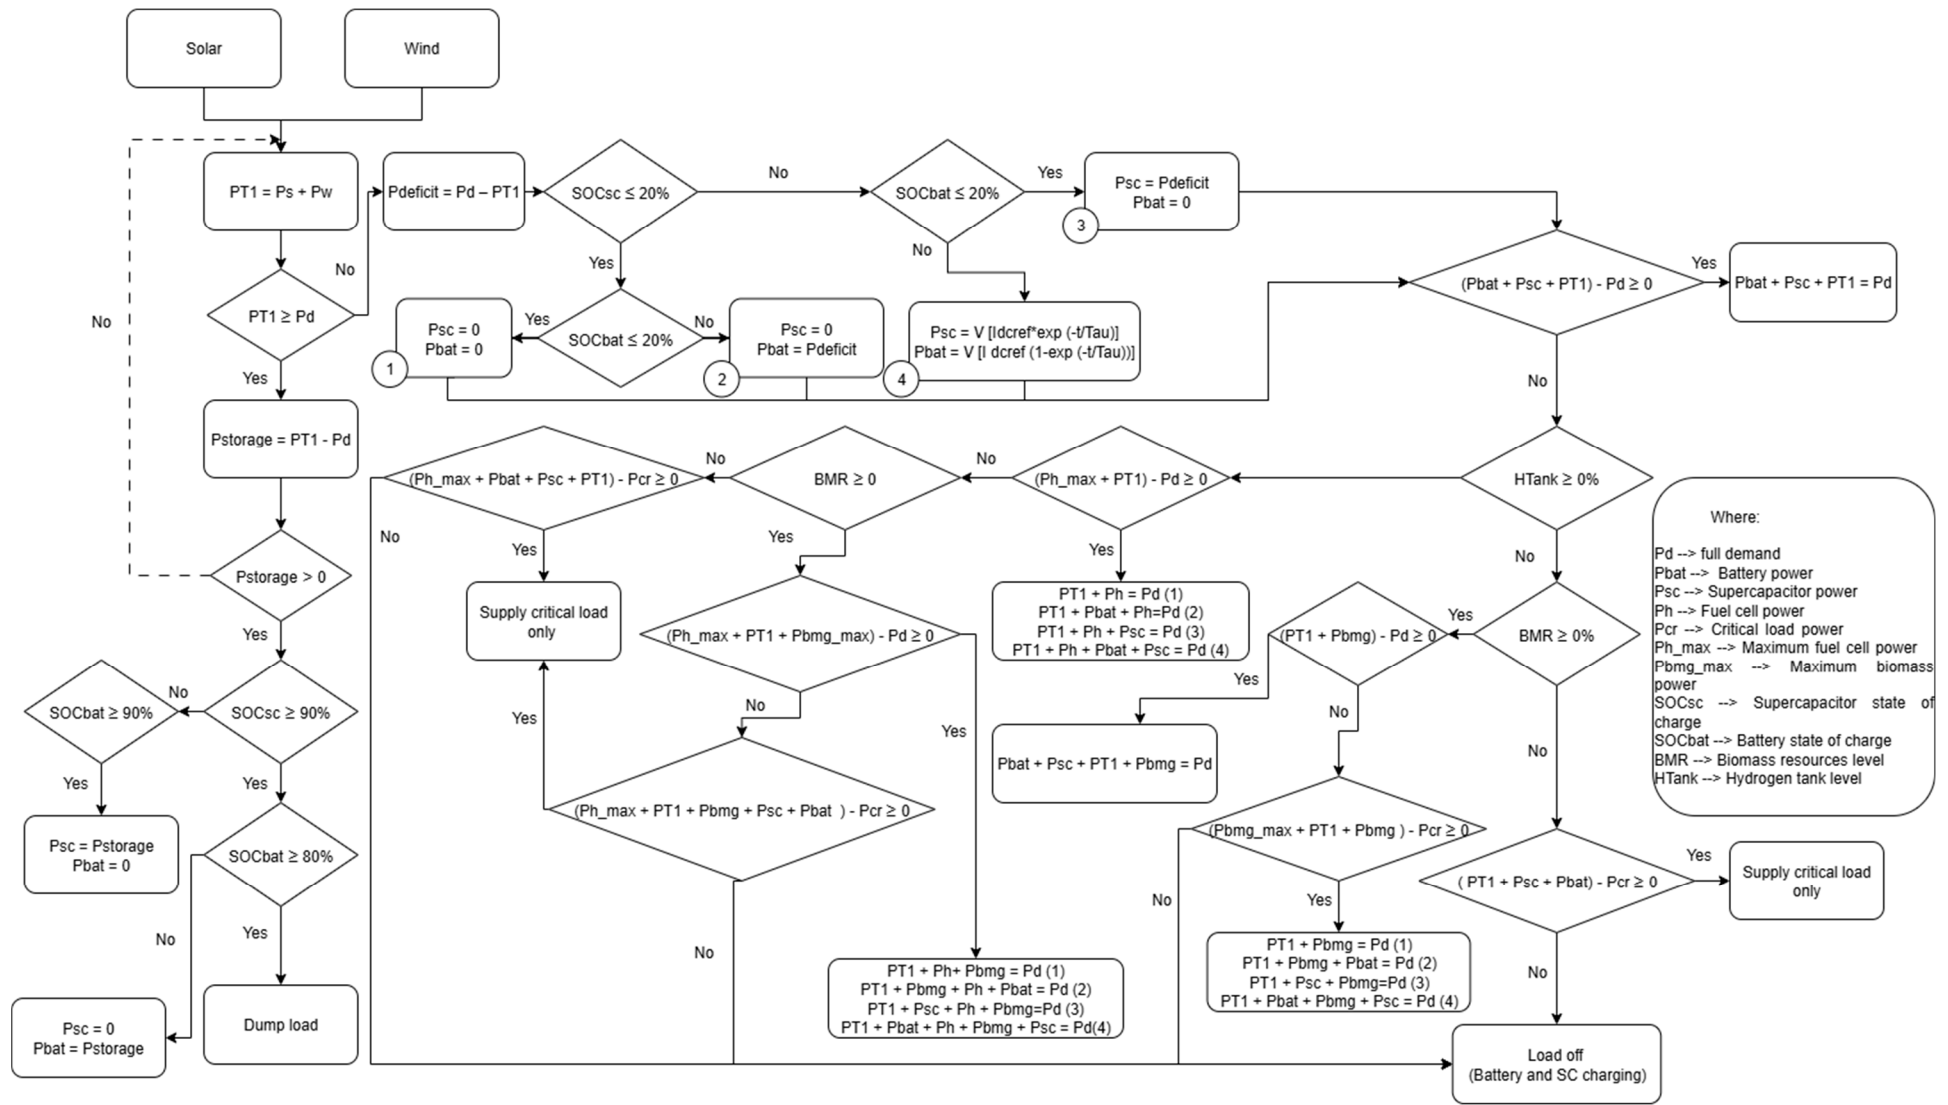 Solar
Wind
PT1 = Ps + Pw
Pdeficit = Pd – PT1
SOCsc ≤ 20%
No
SOCbat ≤ 20%
Yes
Psc = Pdeficit
Pbat = 0
3
No
PT1 ≥ Pd
No
Yes
Yes
Psc = 0
Pbat = 0
1
SOCbat ≤ 20%
No
Psc = 0
Pbat = Pdeficit
2
No
Psc = V [Idcref*exp (-t/Tau)]
Pbat = V [I dcref (1-exp (-t/Tau))]
4
(Pbat + Psc + PT1) - Pd ≥ 0
Yes
Pbat + Psc + PT1 = Pd
No
Yes
Pstorage = PT1 - Pd
(Ph_max + Pbat + Psc + PT1) - Pcr ≥ 0
No
BMR ≥ 0
No
(Ph_max + PT1) - Pd ≥ 0
HTank ≥ 0%
No
Yes
Yes
Yes
No
Pstorage > 0
Yes
Supply critical load
only
(Ph_max + PT1 + Pbmg_max) - Pd ≥ 0
PT1 + Ph = Pd (1)
PT1 + Pbat + Ph=Pd (2)
PT1 + Ph + Psc = Pd (3)
PT1 + Ph + Pbat + Psc = Pd (4)
(PT1 + Pbmg) - Pd ≥ 0
Yes
BMR ≥ 0%
Where:
Pd --> full demand
Pbat --> Battery power
Psc --> Supercapacitor power
Ph --> Fuel cell power
Pcr --> Critical load power
Ph_max --> Maximum fuel cell power
Pbmg_max --> Maximum biomass
power
SOCsc --> Supercapacitor state of
charge
SOCbat --> Battery state of charge
BMR --> Biomass resources level
HTank --> Hydrogen tank level
SOCbat ≥ 90%
No
SOCsc ≥ 90%
Yes
No
Yes
Yes
No
No
Yes
Yes
Pbat + Psc + PT1 + Pbmg = Pd
Psc = Pstorage
Pbat = 0
SOCbat ≥ 80%
(Ph_max + PT1 + Pbmg + Psc + Pbat ) - Pcr ≥ 0
(Pbmg_max + PT1 + Pbmg ) - Pcr ≥ 0
( PT1 + Psc + Pbat) - Pcr ≥ 0
Yes
Supply critical load
only
No
Yes
No
No
Yes
No
PT1 + Ph+ Pbmg = Pd (1)
PT1 + Pbmg + Ph + Pbat = Pd (2)
PT1 + Psc + Ph + Pbmg=Pd (3)
PT1 + Pbat + Ph + Pbmg + Psc = Pd(4)
PT1 + Pbmg = Pd (1)
PT1 + Pbmg + Pbat = Pd (2)
PT1 + Psc + Pbmg=Pd (3)
PT1 + Pbat + Pbmg + Psc = Pd (4)
Psc = 0
Pbat = Pstorage
Dump load
Load off
(Battery and SC charging)